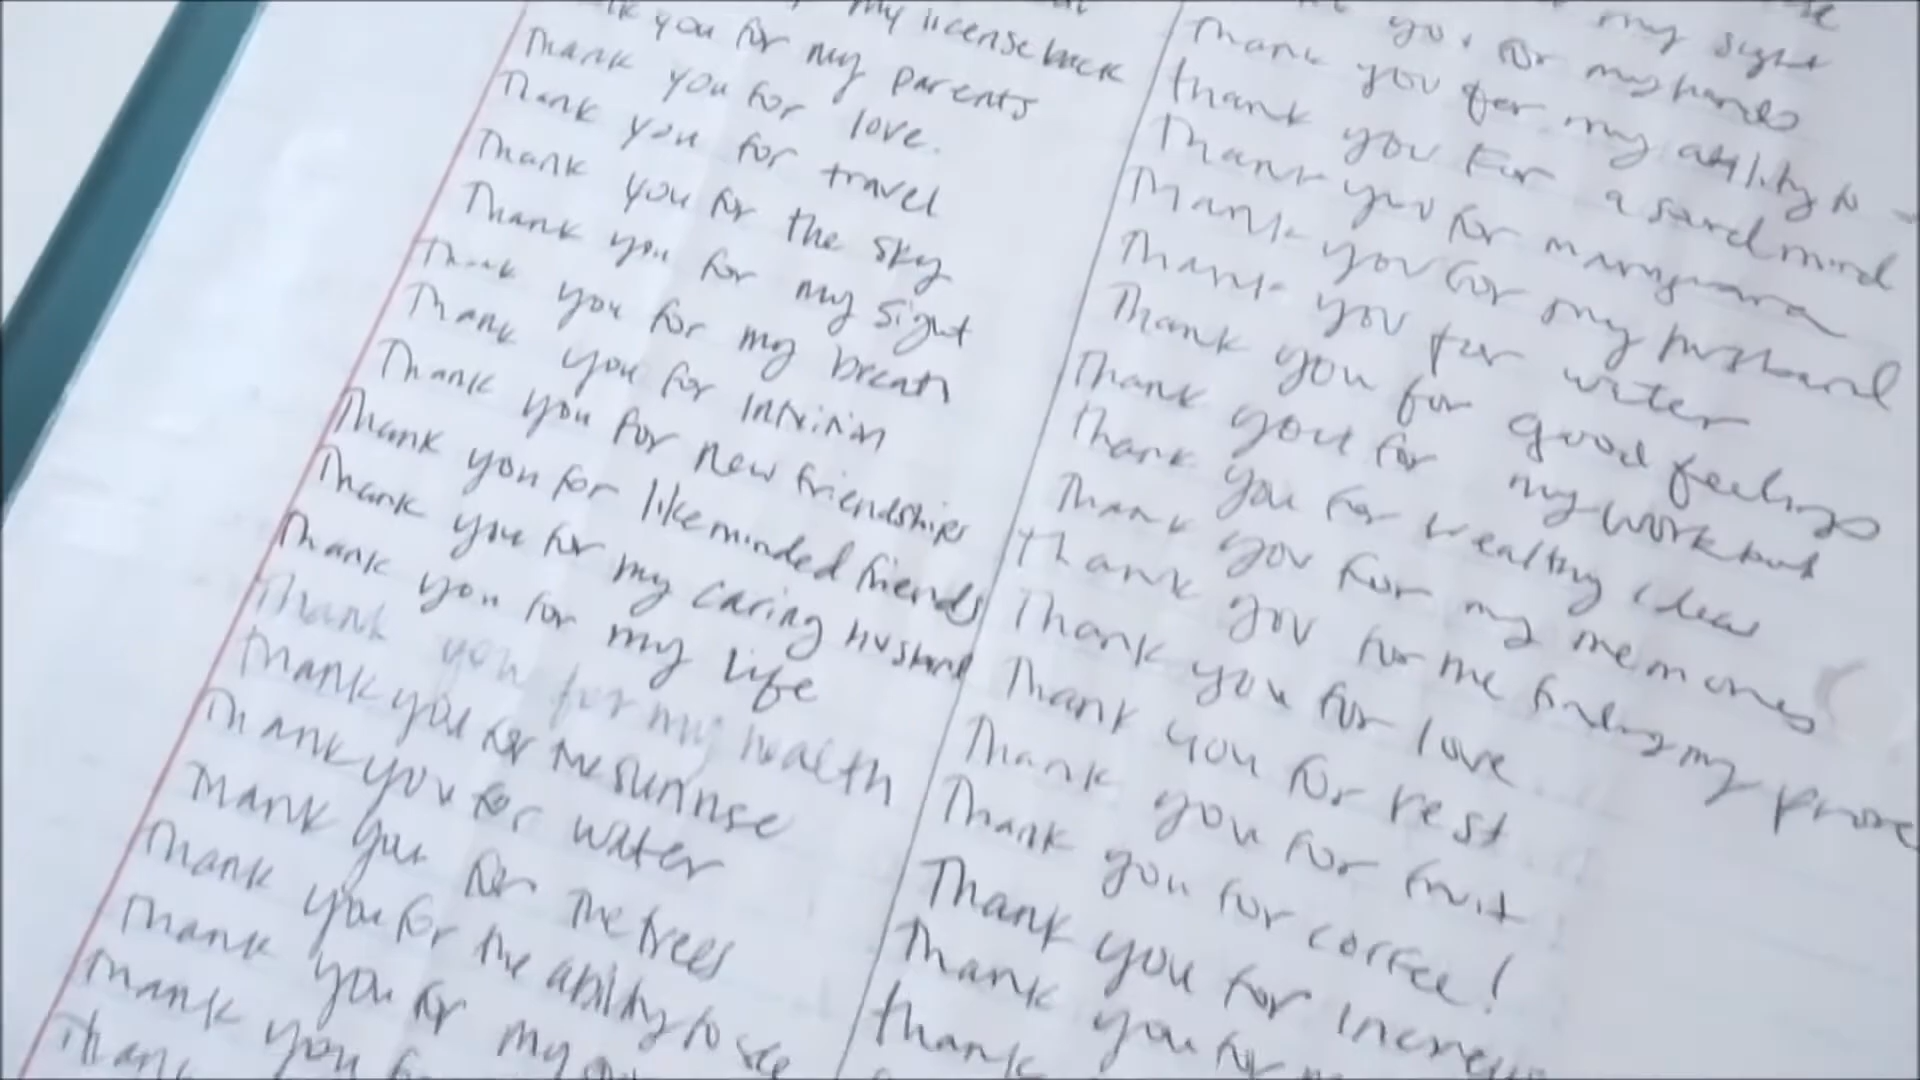 my license back
you for my parents
Thank you for love.
Thank you for travel
Thank you for the sky
Thank you for my sight
Thank you for my breath
Thank you for
Thank you for new friendships
Thank you for likeminded friends
Thank you for my caring husband
Thank you for my life
Thank you for my health
Thank you for the sunrise
Thank you for water
Thank you for the trees
Thank you for the ability to see
Thank you for my
Thank you
Thank
my sight
for my hands
Thank you for my ability to
thank you for a sound mind
Thank you for
Thank you for my husband
Thank you for water
Thank you for good feelings
Thank you for my workout
Thank you for wealthy ideas
Thank you for my memories
Thank you for me finding my
Thank you for love
Thank you for rest
Thank you for fruit
Thank you for coffee!
Thank you for
Thank you for
thank